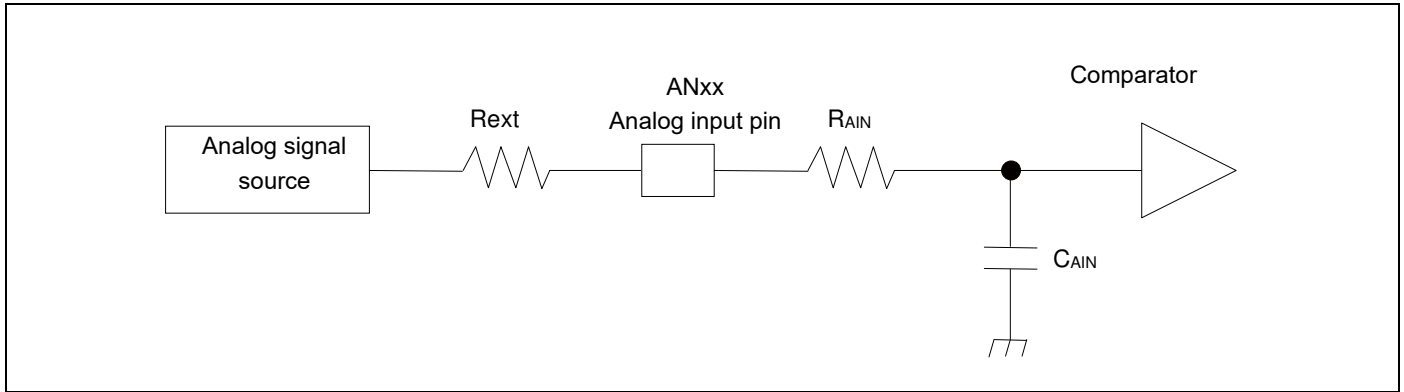 Comparator
ANxx
Analog input pin
Rext
RAIN
Analog signal
source
CAIN